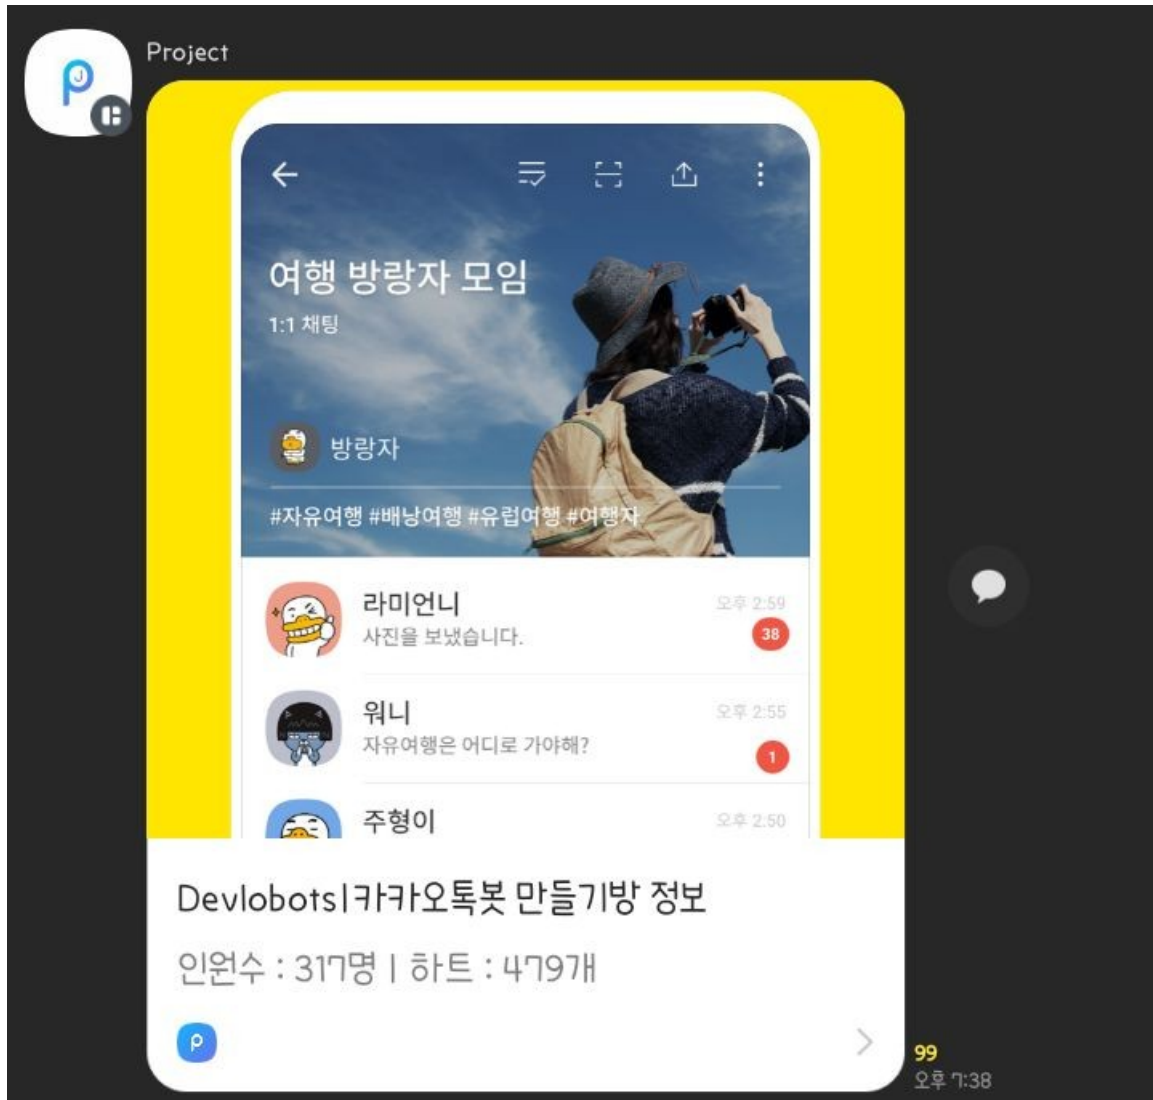 Project
여행 방랑자 모임
1:1 채팅
방랑자
#자유여행 #배낭여행 #유럽여행 #여행자
라미언니
오후 2:59
사진을 보냈습니다.
38
워니
오후 2:55
자유여행은 어디로 가야해?
1
주형이
오후 2:50
Devlobots|카카오톡봇 만들기방 정보
인원수 : 317명 | 하트 : 479개
99
오후 7:38